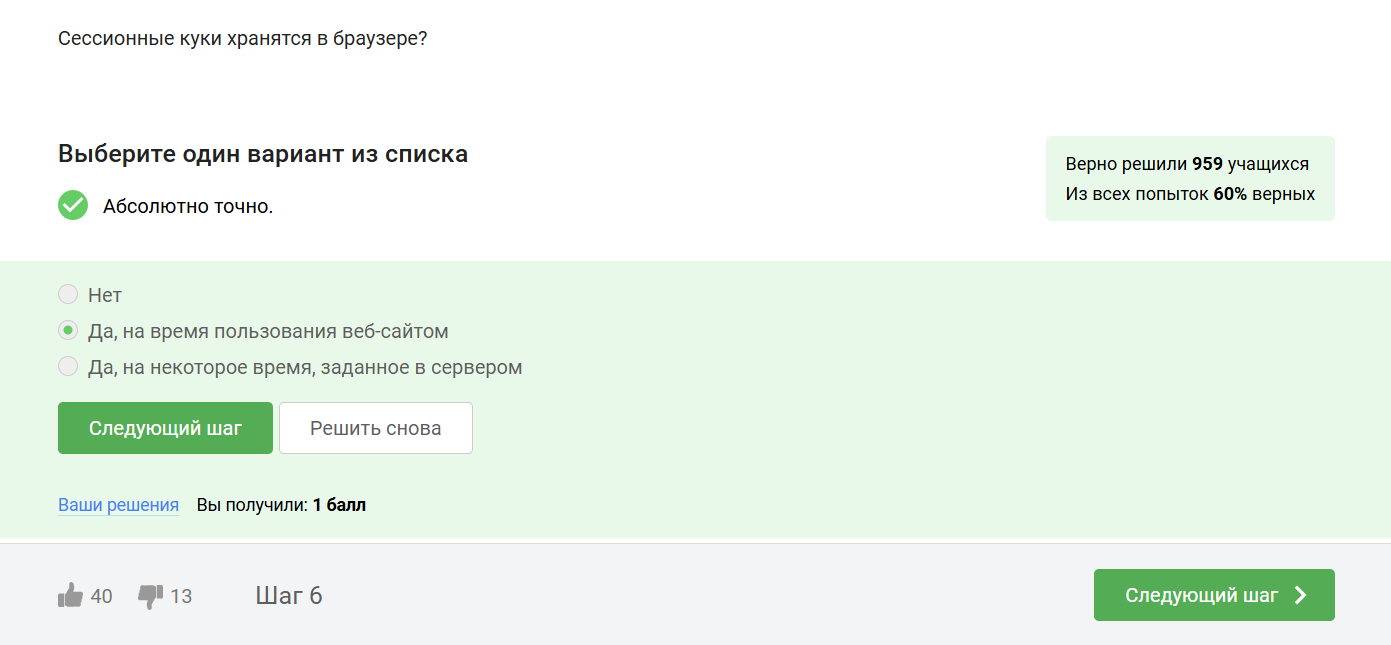 Сессионные куки хранятся в браузере?
Выберите один вариант из списка
Верно решили 959 учащихся
Из всех попыток 60% верных
Абсолютно точно.
Нет
Да, на время пользования веб-сайтом
Да, на некоторое время, заданное в сервером
Следующий шаг
Решить снова
Ваши решения Вы получили: 1 балл
40 13 Шаг 6 Следующий шаг